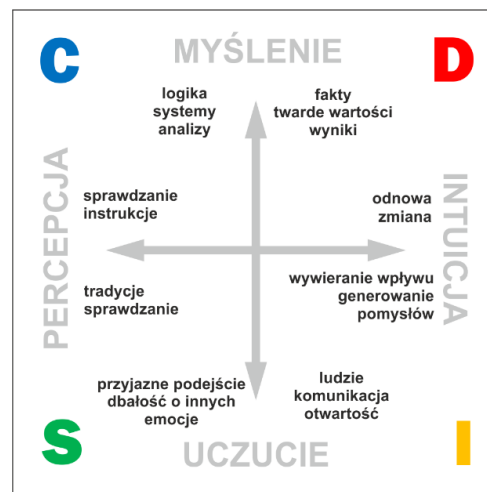 C
MYŚLENIE
D
logika
systemy
analizy
fakty
twarde wartości
wyniki
PERCEPCJA
sprawdzanie
instrukcje
odnowa
zmiana
INTUICJA
tradycje
sprawdzanie
wywieranie wpływu
generowanie
pomysłów
przyjazne podejście
dbałość o innych
emocje
ludzie
komunikacja
otwartość
S
UCZUCIE
I